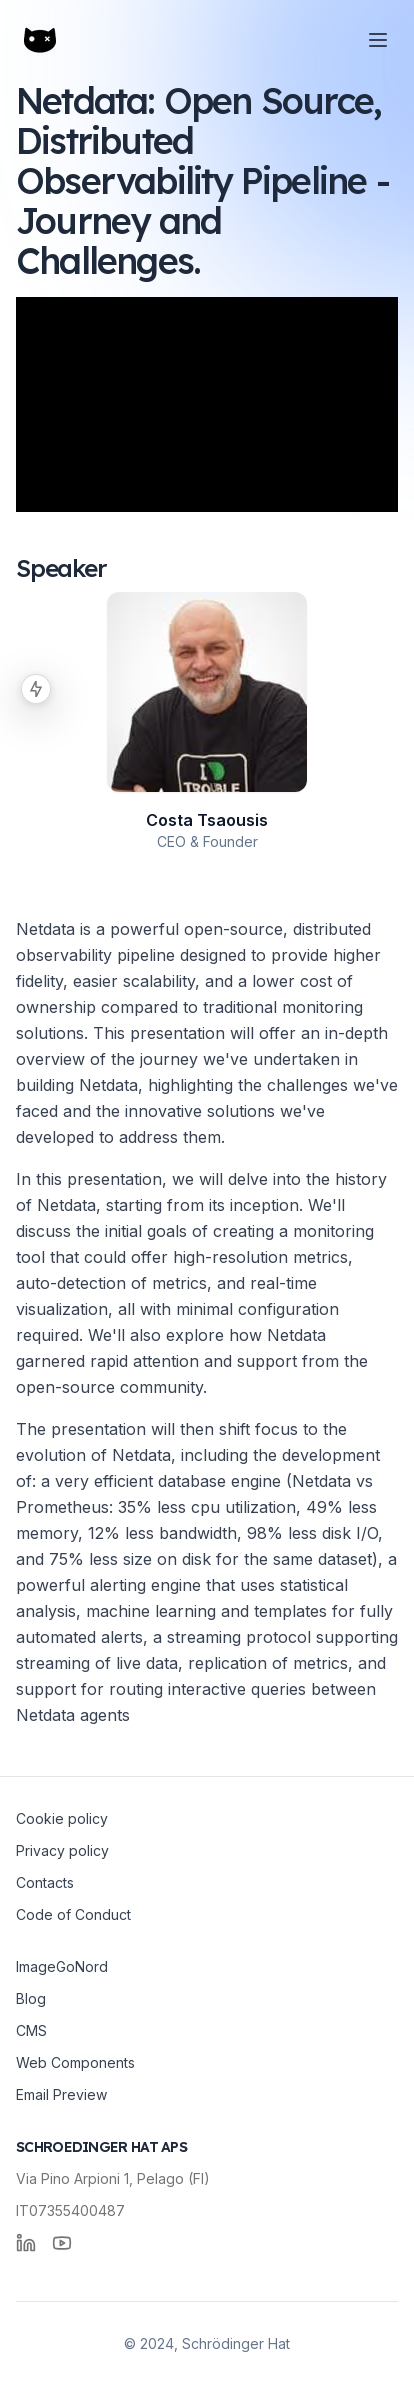 Netdata: Open Source,
Distributed
Observability Pipeline -
Journey and
Challenges.
Speaker
I
TROUBLE
Costa Tsaousis
CEO & Founder
Netdata is a powerful open-source, distributed
observability pipeline designed to provide higher
fidelity, easier scalability, and a lower cost of
ownership compared to traditional monitoring
solutions. This presentation will offer an in-depth
overview of the journey we've undertaken in
building Netdata, highlighting the challenges we've
faced and the innovative solutions we've
developed to address them.
In this presentation, we will delve into the history
of Netdata, starting from its inception. We'll
discuss the initial goals of creating a monitoring
tool that could offer high-resolution metrics,
auto-detection of metrics, and real-time
visualization, all with minimal configuration
required. We'll also explore how Netdata
garnered rapid attention and support from the
open-source community.
The presentation will then shift focus to the
evolution of Netdata, including the development
of: a very efficient database engine (Netdata vs
Prometheus: 35% less cpu utilization, 49% less
memory, 12% less bandwidth, 98% less disk I/O,
and 75% less size on disk for the same dataset), a
powerful alerting engine that uses statistical
analysis, machine learning and templates for fully
automated alerts, a streaming protocol supporting
streaming of live data, replication of metrics, and
support for routing interactive queries between
Netdata agents
Cookie policy
Privacy policy
Contacts
Code of Conduct
ImageGoNord
Blog
CMS
Web Components
Email Preview
SCHROEDINGER HAT APS
Via Pino Arpioni 1, Pelago (FI)
IT07355400487
© 2024, Schrödinger Hat